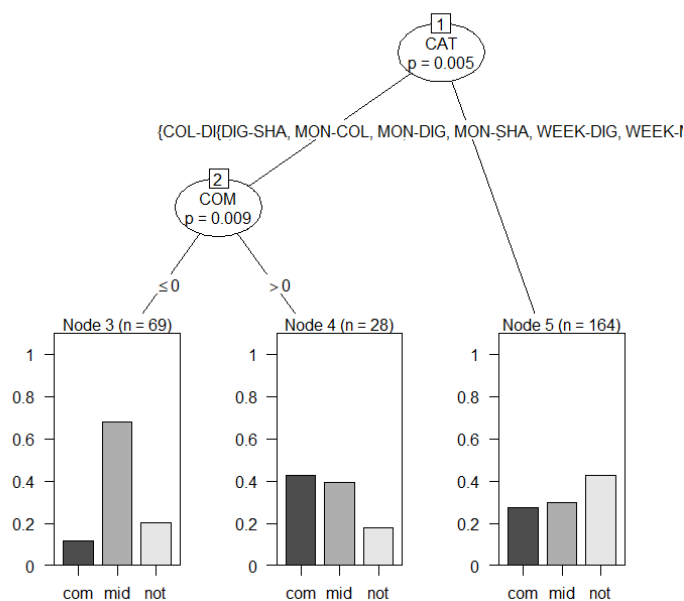 1
CAT
p = 0.005
{COL-DI{DIG-SHA, MON-COL, MON-DIG, MON-SHA, WEEK-DIG, WEEK-M
2
COM
p = 0.009
≤ 0
> 0
Node 3 (n = 69)
1
0.8
0.6
0.4
0.2
0
com mid not
Node 4 (n = 28)
1
0.8
0.6
0.4
0.2
0
com mid not
Node 5 (n = 164)
1
0.8
0.6
0.4
0.2
0
com mid not